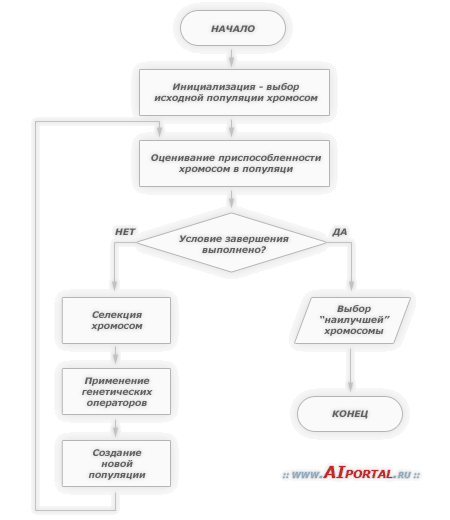 НАЧАЛО
Инициализация - выбор
исходной популяции хромосом
Оценивание приспособленности
хромосом в популяци
Условие завершения
выполнено?
НЕТ
ДА
Селекция
хромосом
Выбор
"наилучшей"
хромосомы
Применение
генетических
операторов
КОНЕЦ
Создание
новой
популяции
:: www.AIPORTAL.RU ::